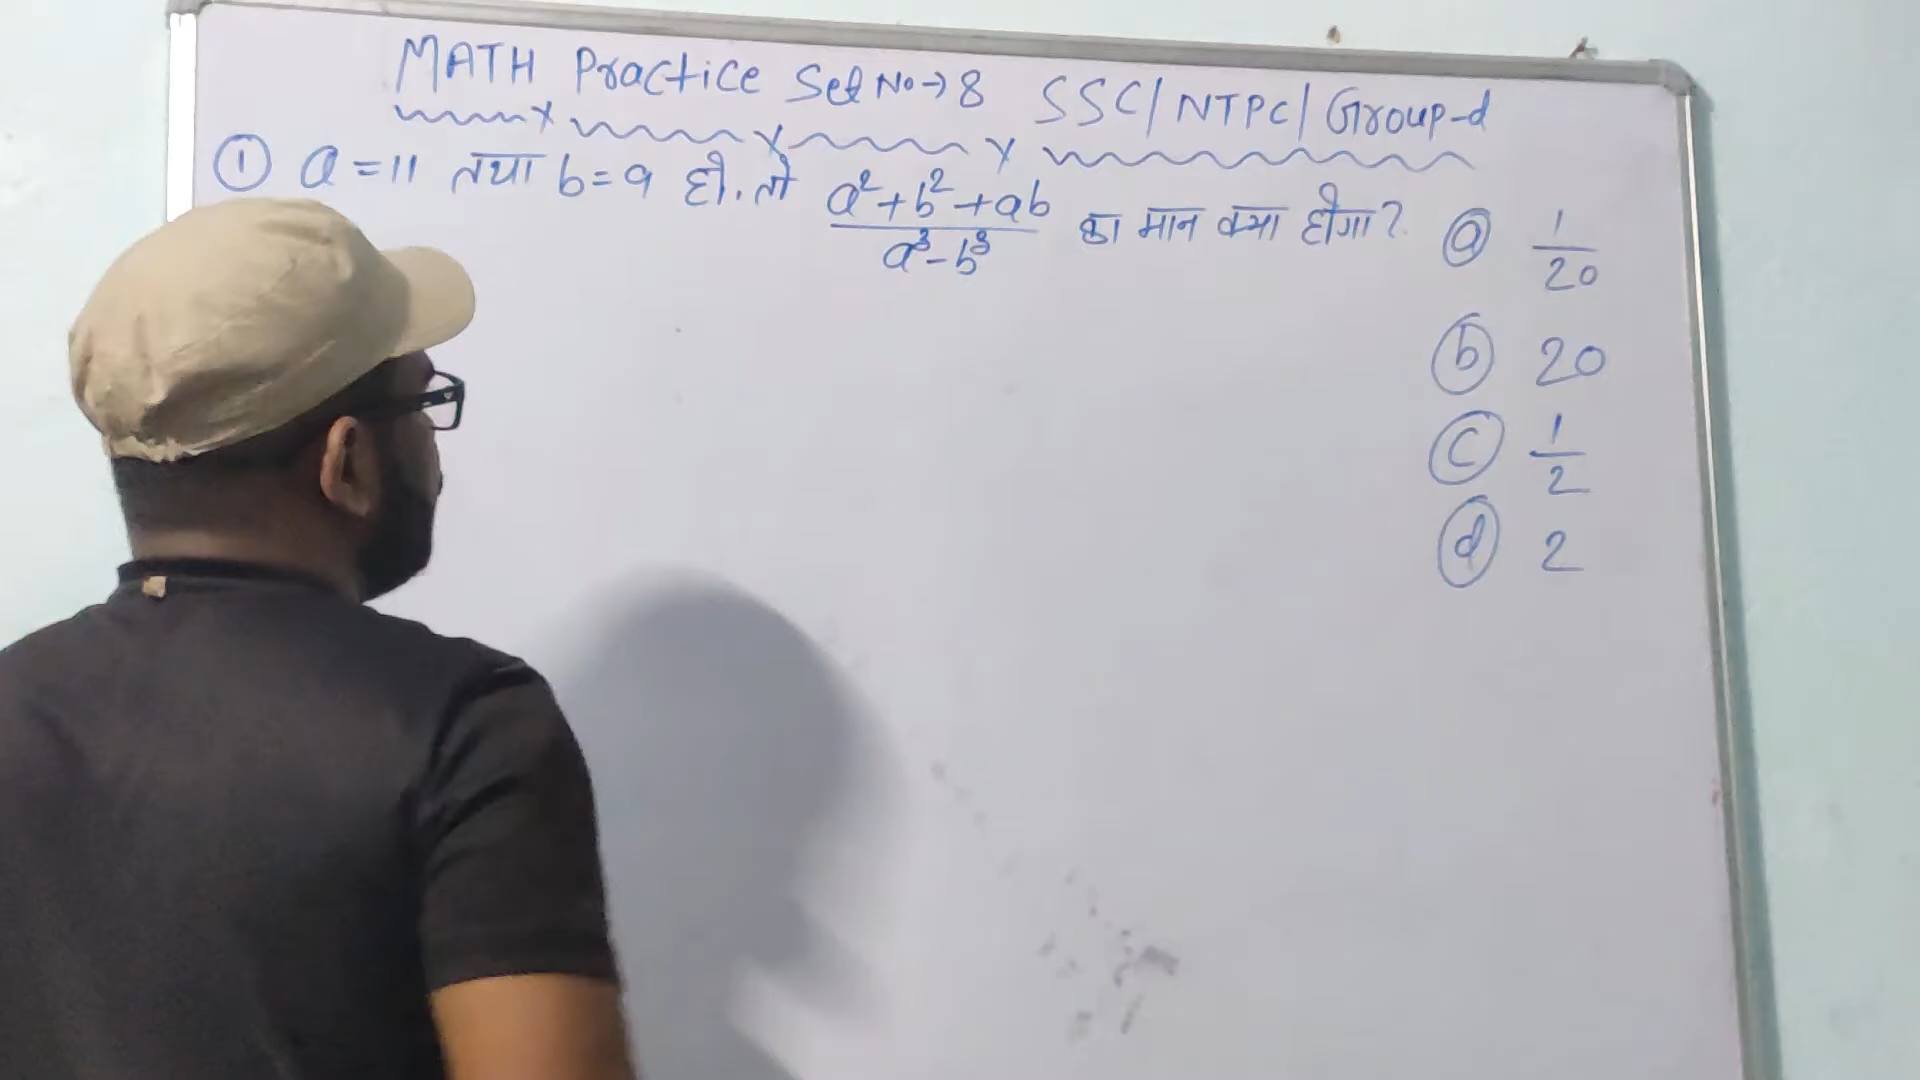 MATH Practice Set No→8 SSC/NTPC/Group-d
① a=11 तथा b=9 हो. तो (a²+b²+ab)/(a³-b³) का मान क्या होगा?
ⓐ 1/20
ⓑ 20
ⓒ 1/2
ⓓ 2